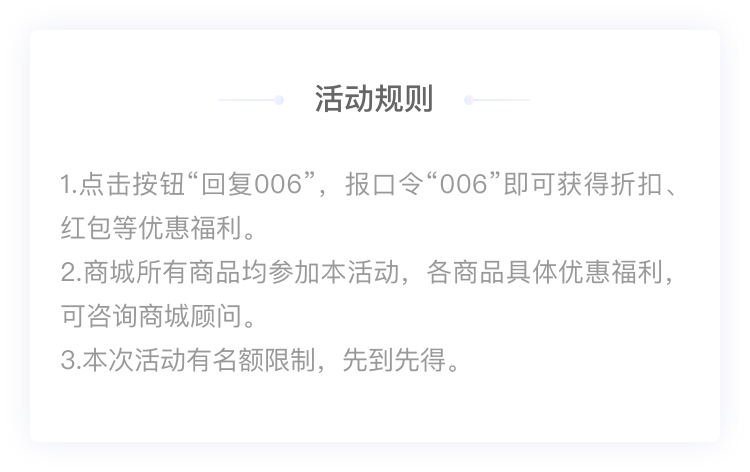 活动规则
1.点击按钮“回复006”，报口令“006”即可获得折扣、
红包等优惠福利。
2.商城所有商品均参加本活动，各商品具体优惠福利，
可咨询商城顾问。
3.本次活动有名额限制，先到先得。